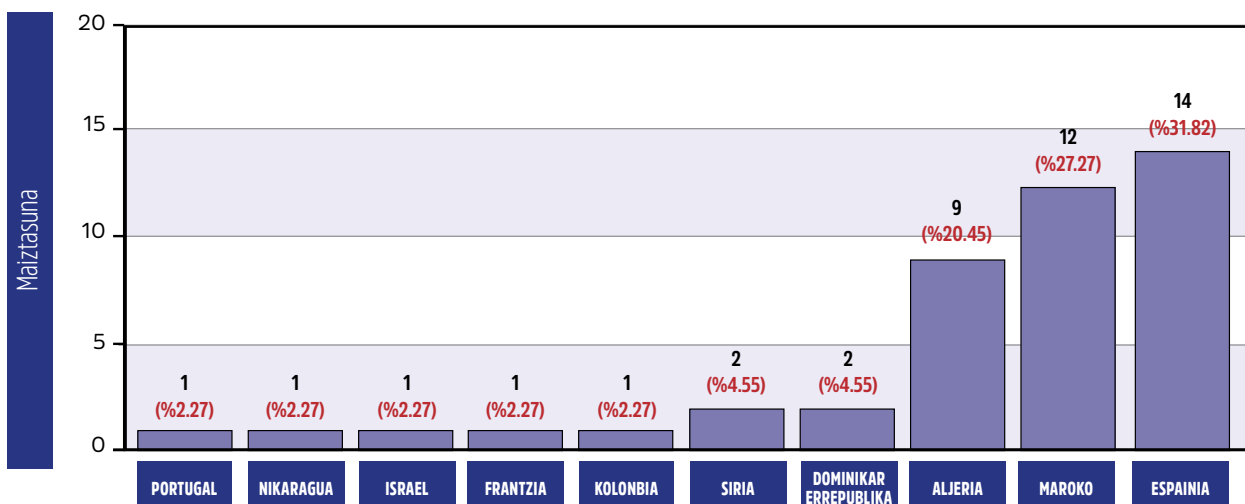 Maiztasuna
20
15
10
5
0
1
(%2.27)
1
(%2.27)
1
(%2.27)
1
(%2.27)
1
(%2.27)
2
(%4.55)
2
(%4.55)
9
(%20.45)
12
(%27.27)
14
(%31.82)
PORTUGAL
NIKARAGUA
ISRAEL
FRANTZIA
KOLONBIA
SIRIA
DOMINIKAR
ERREPUBLIKA
ALJERIA
MAROKO
ESPAINIA